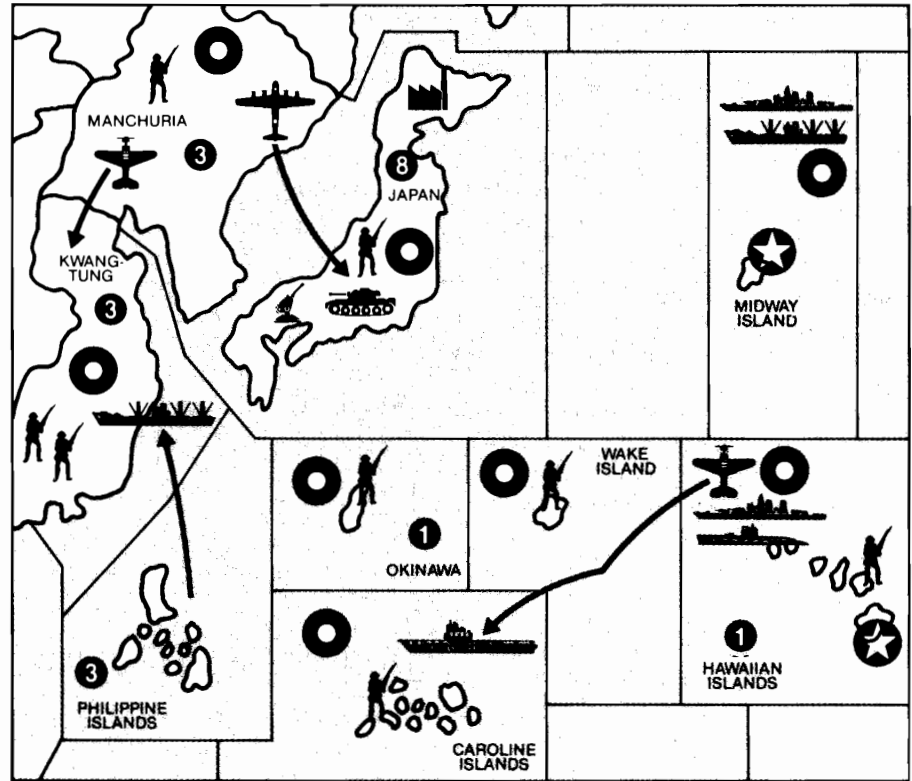 MANCHURIA
3
8
JAPAN
KWANG-
TUNG
3
MIDWAY
ISLAND
WAKE
ISLAND
1
OKINAWA
3
PHILIPPINE
ISLANDS
CAROLINE
ISLANDS
1
HAWAIIAN
ISLANDS